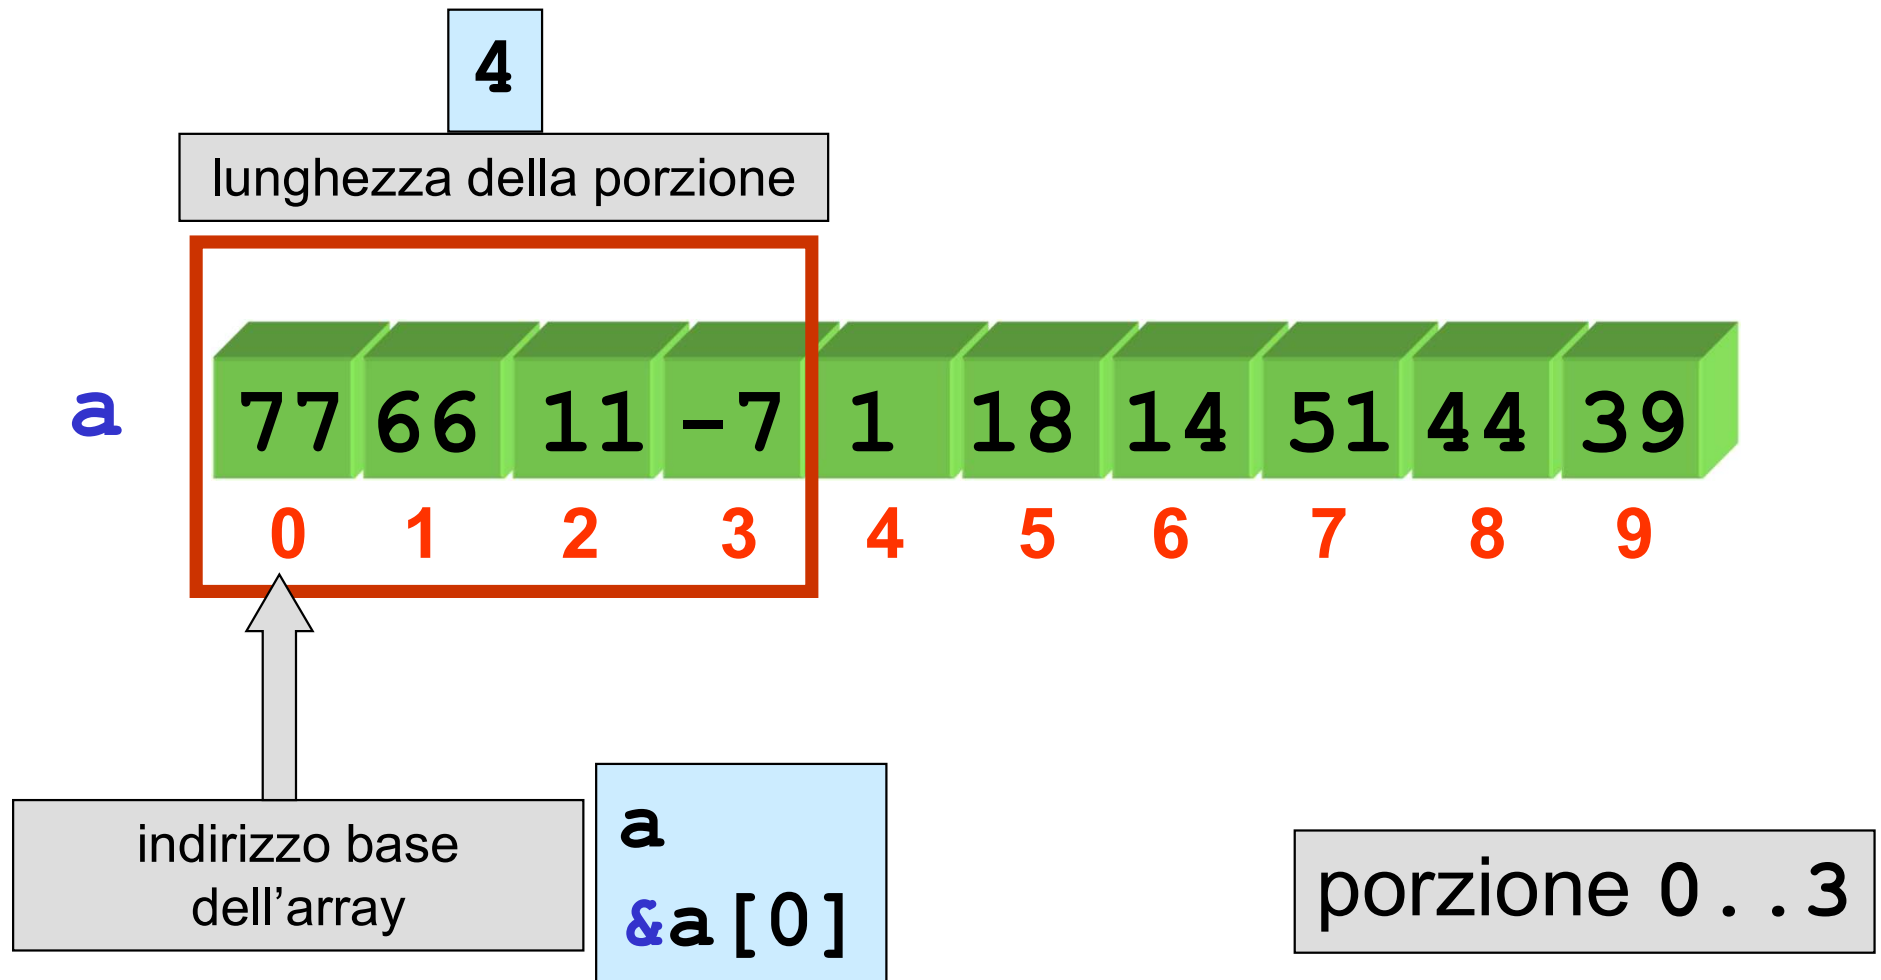 4
lunghezza della porzione
a 77 66 11 -7 1 18 14 51 44 39
0 1 2 3 4 5 6 7 8 9
indirizzo base
dell’array
a
&a[0]
porzione 0..3